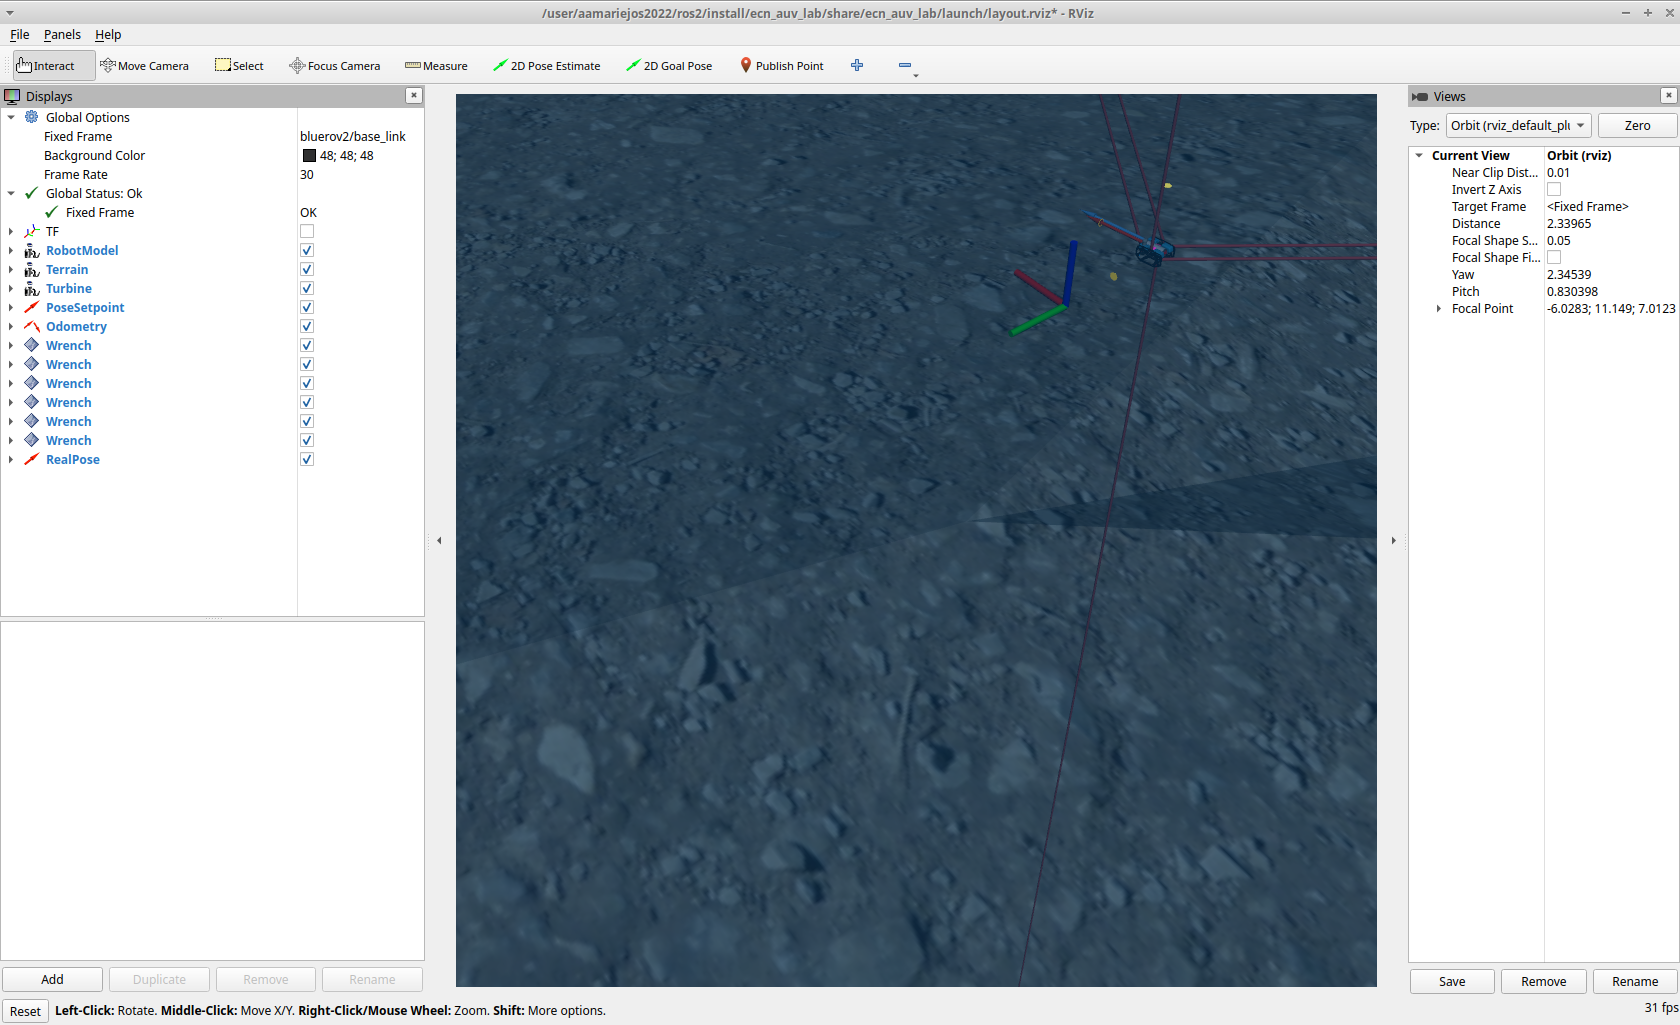 /user/aamariejos2022/ros2/install/ecn_auv_lab/share/ecn_auv_lab/launch/layout.rviz* - RViz
File Panels Help
Interact Move Camera Select Focus Camera Measure 2D Pose Estimate 2D Goal Pose Publish Point
Displays
Global Options
Fixed Frame bluerov2/base_link
Background Color 48; 48; 48
Frame Rate 30
Global Status: Ok
Fixed Frame OK
TF
RobotModel
Terrain
Turbine
PoseSetpoint
Odometry
Wrench
Wrench
Wrench
Wrench
Wrench
Wrench
RealPose
Add Duplicate Remove Rename
Views
Type: Orbit (rviz_default_plu Zero
Current View Orbit (rviz)
Near Clip Dist... 0.01
Invert Z Axis
Target Frame <Fixed Frame>
Distance 2.33965
Focal Shape S... 0.05
Focal Shape Fi...
Yaw 2.34539
Pitch 0.830398
Focal Point -6.0283; 11.149; 7.0123
Save Remove Rename
Reset Left-Click: Rotate. Middle-Click: Move X/Y. Right-Click/Mouse Wheel: Zoom. Shift: More options.
31 fps